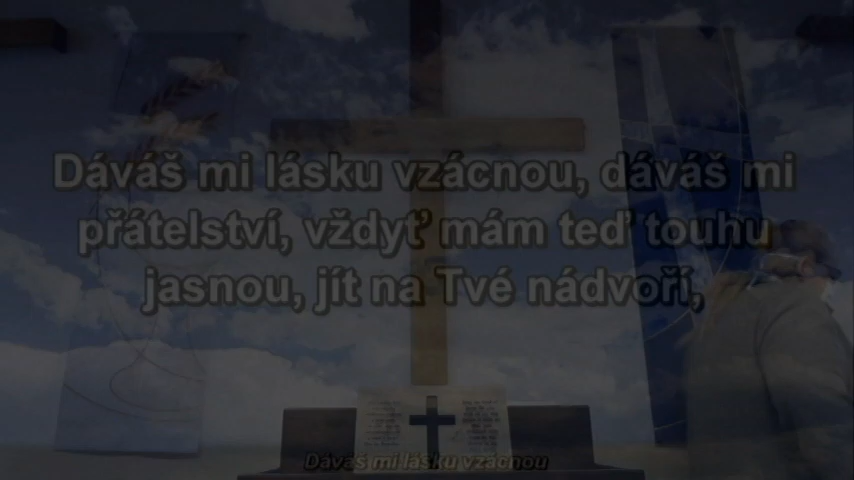 Dáváš mi lásku vzácnou, dáváš mi
přátelství, vždyť mám teď touhu
jasnou, jít na Tvé nádvoří,
Dáváš mi lásku vzácnou